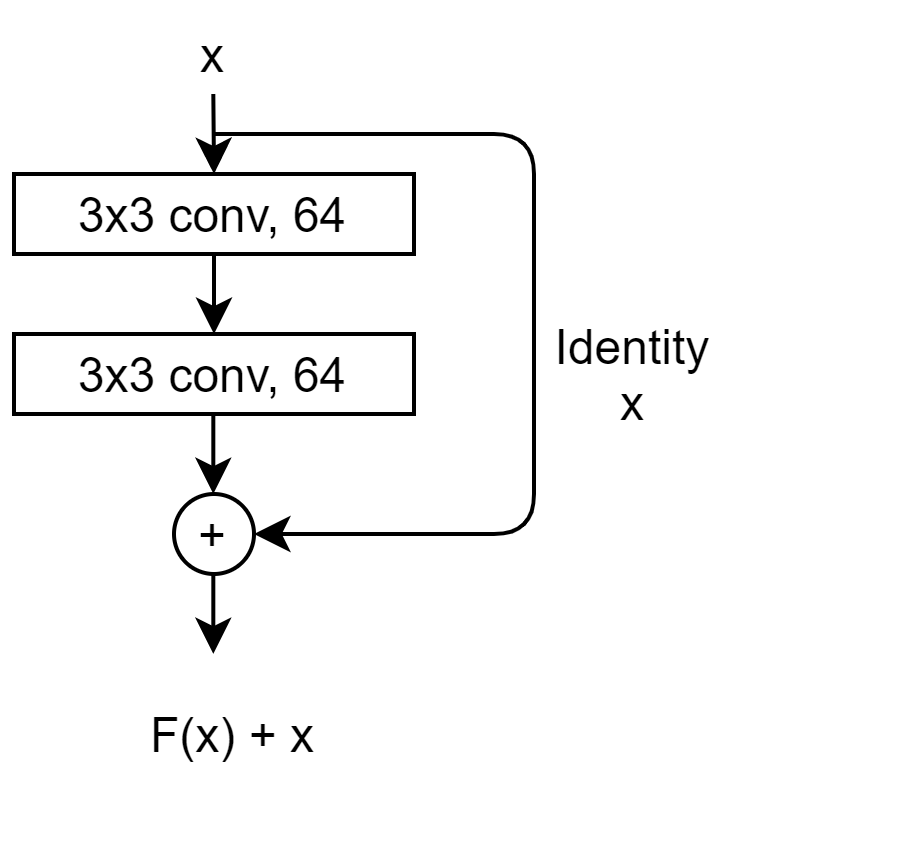 x
3x3 conv, 64
3x3 conv, 64
Identity
x
+
F(x) + x